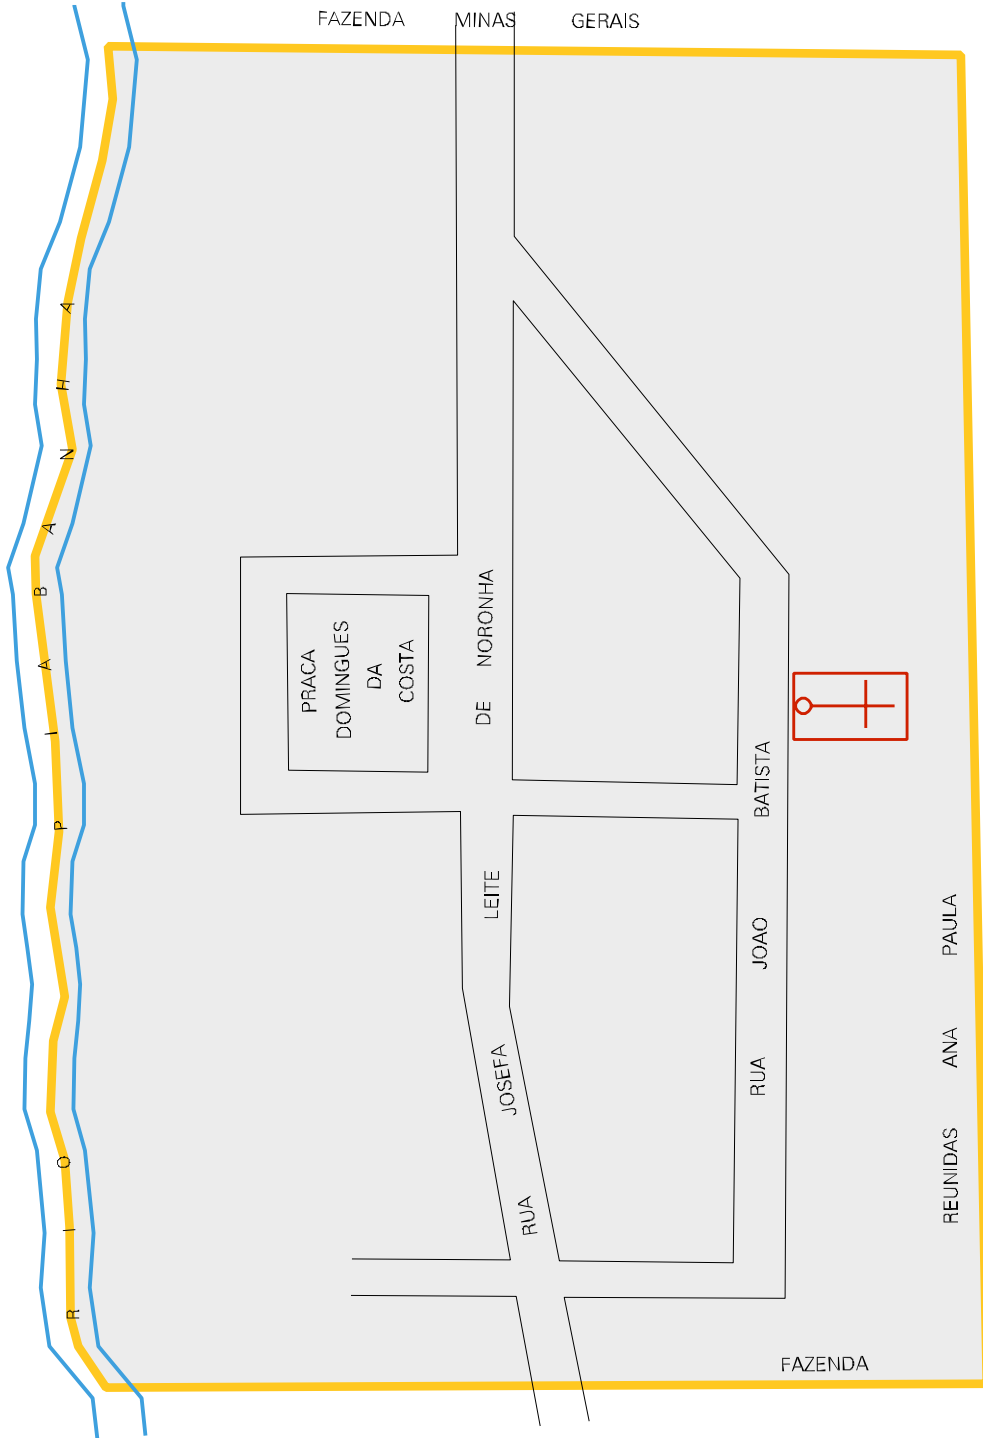 FAZENDA MINAS GERAIS
RIO PIABANHA
PRACA
DOMINGUES
DA
COSTA
RUA JOSEFA LEITE DE NORONHA
RUA JOAO BATISTA
FAZENDA
REUNIDAS ANA PAULA